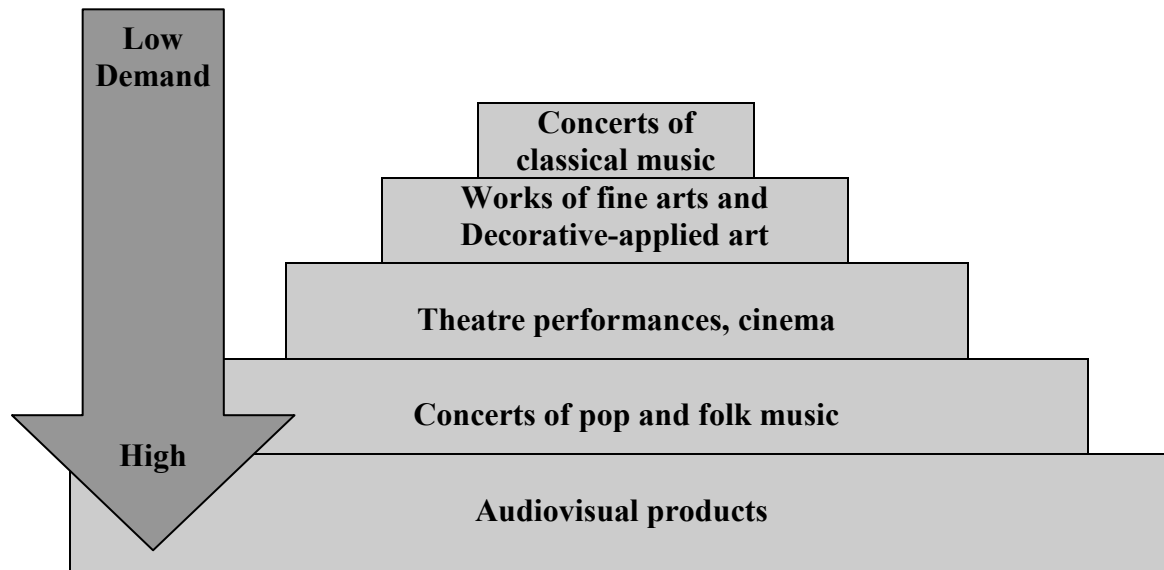 Low
Demand
Concerts of
classical music
Works of fine arts and
Decorative-applied art
Theatre performances, cinema
Concerts of pop and folk music
High
Audiovisual products